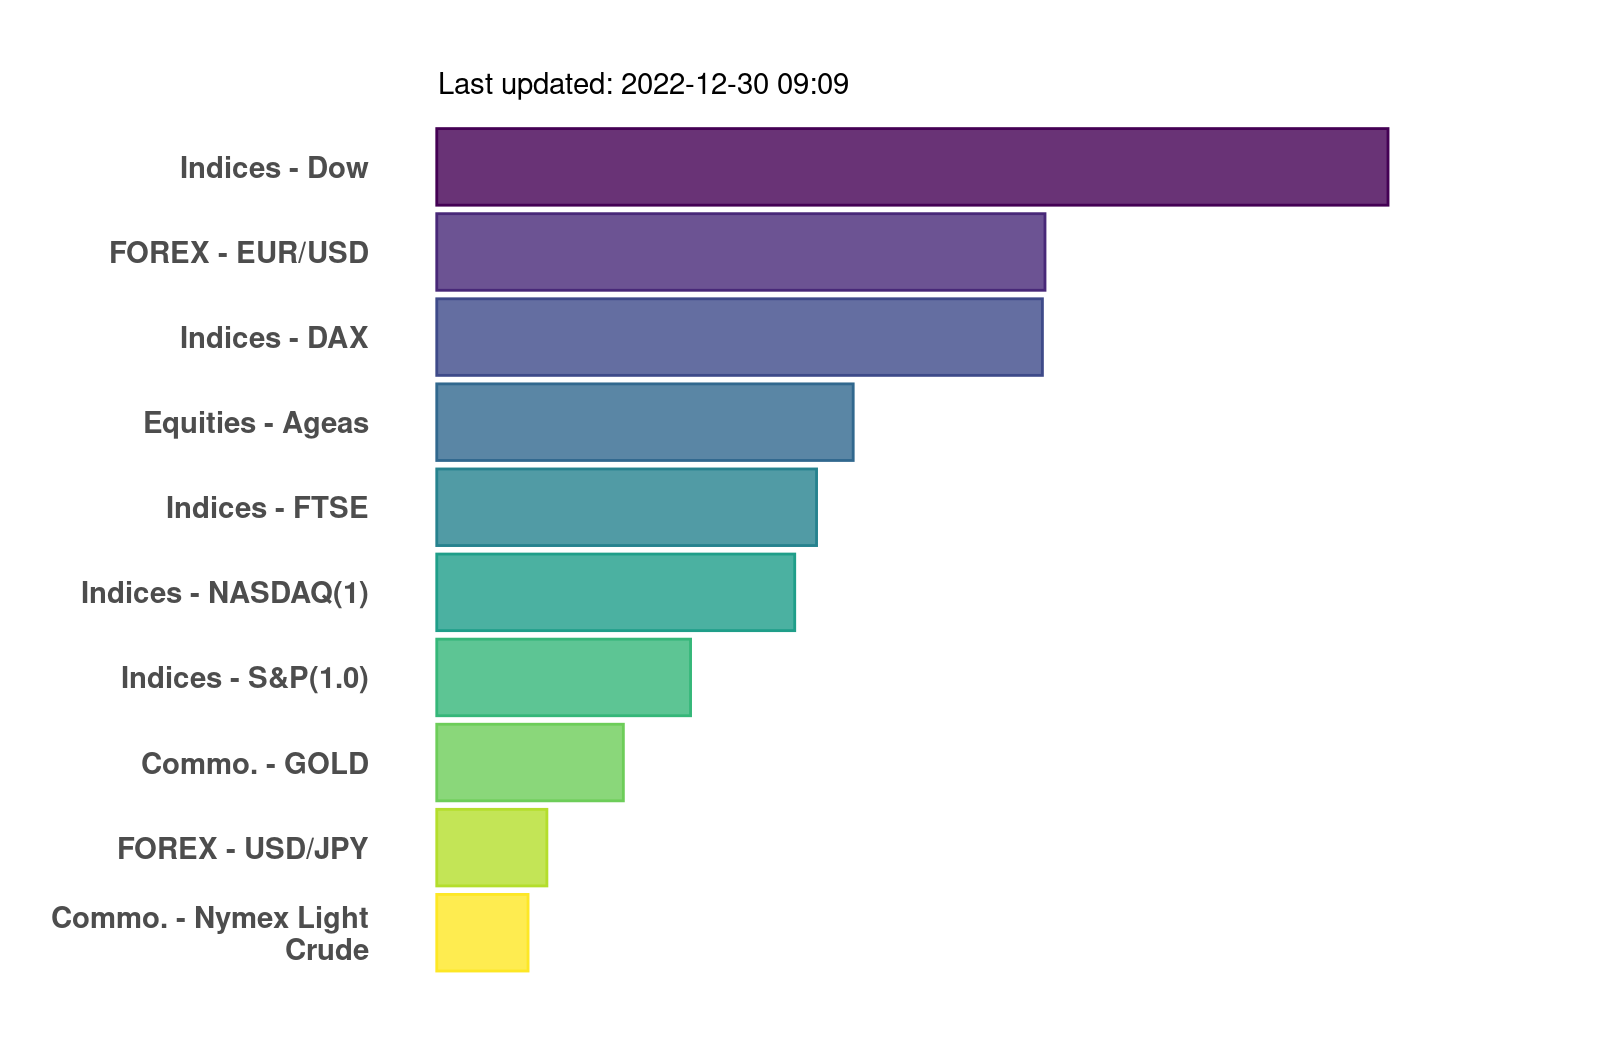 Last updated: 2022-12-30 09:09
Indices - Dow
FOREX - EUR/USD
Indices - DAX
Equities - Ageas
Indices - FTSE
Indices - NASDAQ(1)
Indices - S&P(1.0)
Commo. - GOLD
FOREX - USD/JPY
Commo. - Nymex Light
Crude